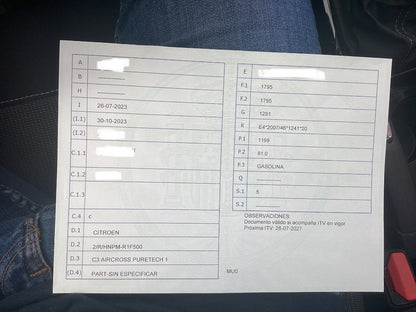 A
B ----------
H ----------
I 26-07-2023
(I.1) 30-10-2023
(I.2)
C.1.1
C.1.2
C.1.3
C.4 c
D.1 CITROEN
D.2 2/R/HNPM-R1F500
D.3 C3 AIRCROSS PURETECH 1
(D.4) PART-SIN ESPECIFICAR
E
F.1 1795
F.2 1795
G 1291
K E4*2007/46*1241*20
P.1 1199
P.2 81.0
P.3 GASOLINA
Q ----------
S.1 5
S.2 ----------
OBSERVACIONES:
Documento válido si acompaña ITV en vigor
Próxima ITV: 26-07-2027
MU0